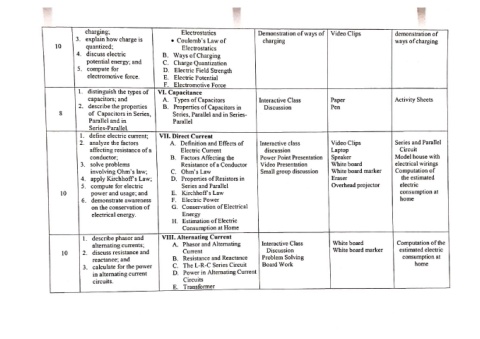 charging;
3. explain how charge is
quantized;
4. discuss electric
potential energy; and
5. compute for
electromotive force.
10
Electrostatics
• Coulomb's Law of
Electrostatics
B. Ways of Charging
C. Charge Quantization
D. Electric Field Strength
E. Electric Potential
F. Electromotive Force
Demonstration of ways of
charging
Video Clips
demonstration of
ways of charging
8
1. distinguish the types of
capacitors; and
2. describe the properties
of Capacitors in Series,
Parallel and in
Series-Parallel.
VI. Capacitance
A. Types of Capacitors
B. Properties of Capacitors in
Series, Parallel and in Series-
Parallel
Interactive Class
Discussion
Paper
Pen
Activity Sheets
10
1. define electric current;
2. analyze the factors
affecting resistance of a
conductor;
3. solve problems
involving Ohm's law;
4. apply Kirchhoff's Law;
5. compute for electric
power and usage; and
6. demonstrate awareness
on the conservation of
electrical energy.
VII. Direct Current
A. Definition and Effects of
Electric Current
B. Factors Affecting the
Resistance of a Conductor
C. Ohm's Law
D. Properties of Resistors in
Series and Parallel
E. Kirchhoff's Law
F. Electric Power
G. Conservation of Electrical
Energy
H. Estimation of Electric
Consumption at Home
Interactive class
discussion
Power Point Presentation
Video Presentation
Small group discussion
Video Clips
Laptop
Speaker
White board
White board marker
Eraser
Overhead projector
Series and Parallel
Circuit
Model house with
electrical wirings
Computation of
the estimated
electric
consumption at
home
10
1. describe phasor and
alternating currents;
2. discuss resistance and
reactance; and
3. calculate for the power
in alternating current
circuits.
VIII. Alternating Current
A. Phasor and Alternating
Current
B. Resistance and Reactance
C. The L-R-C Series Circuit
D. Power in Alternating Current
Circuits
E. Transformer
Interactive Class
Discussion
Problem Solving
Board Work
White board
White board marker
Computation of the
estimated electric
consumption at
home